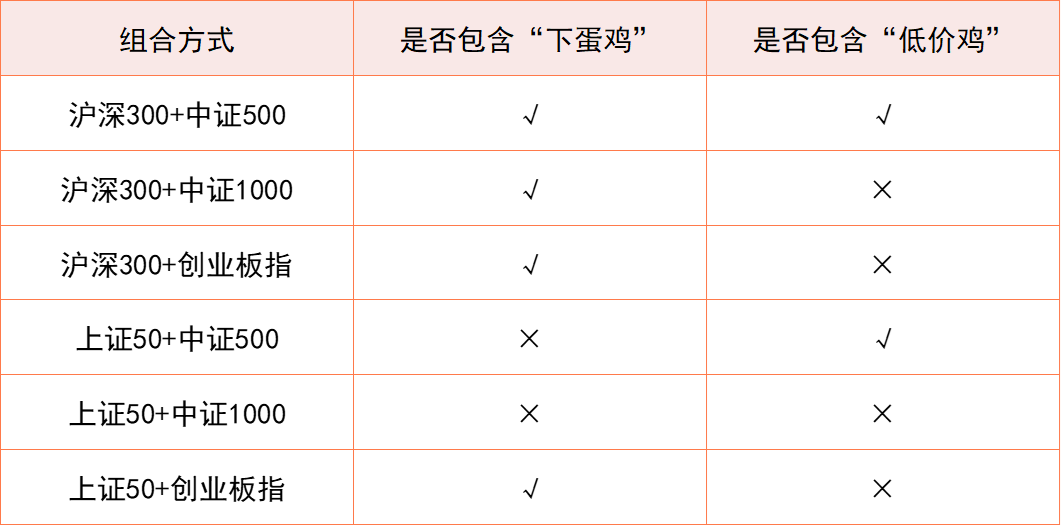 组合方式 是否包含“下蛋鸡” 是否包含“低价鸡”
沪深300+中证500 √ √
沪深300+中证1000 √ ×
沪深300+创业板指 √ ×
上证50+中证500 × √
上证50+中证1000 × ×
上证50+创业板指 √ ×